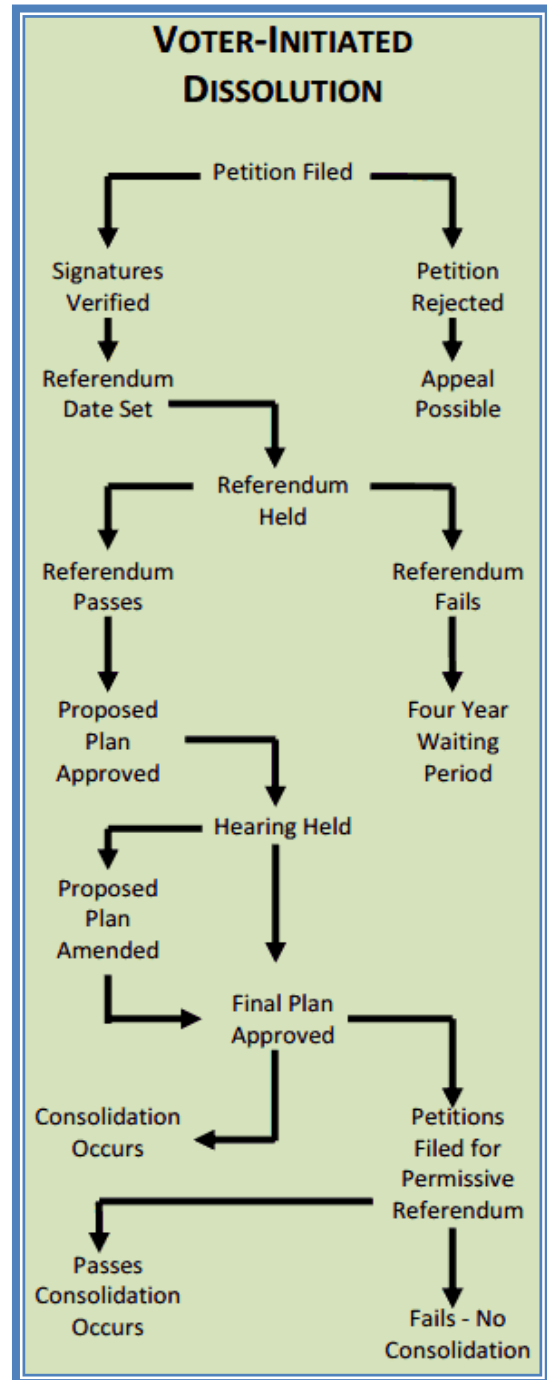 VOTER-INITIATED
DISSOLUTION
Petition Filed
Signatures
Verified
Petition
Rejected
Referendum
Date Set
Appeal
Possible
Referendum
Held
Referendum
Passes
Referendum
Fails
Proposed
Plan
Approved
Four Year
Waiting
Period
Hearing Held
Proposed
Plan
Amended
Final Plan
Approved
Consolidation
Occurs
Petitions
Filed for
Permissive
Referendum
Passes
Consolidation
Occurs
Fails - No
Consolidation